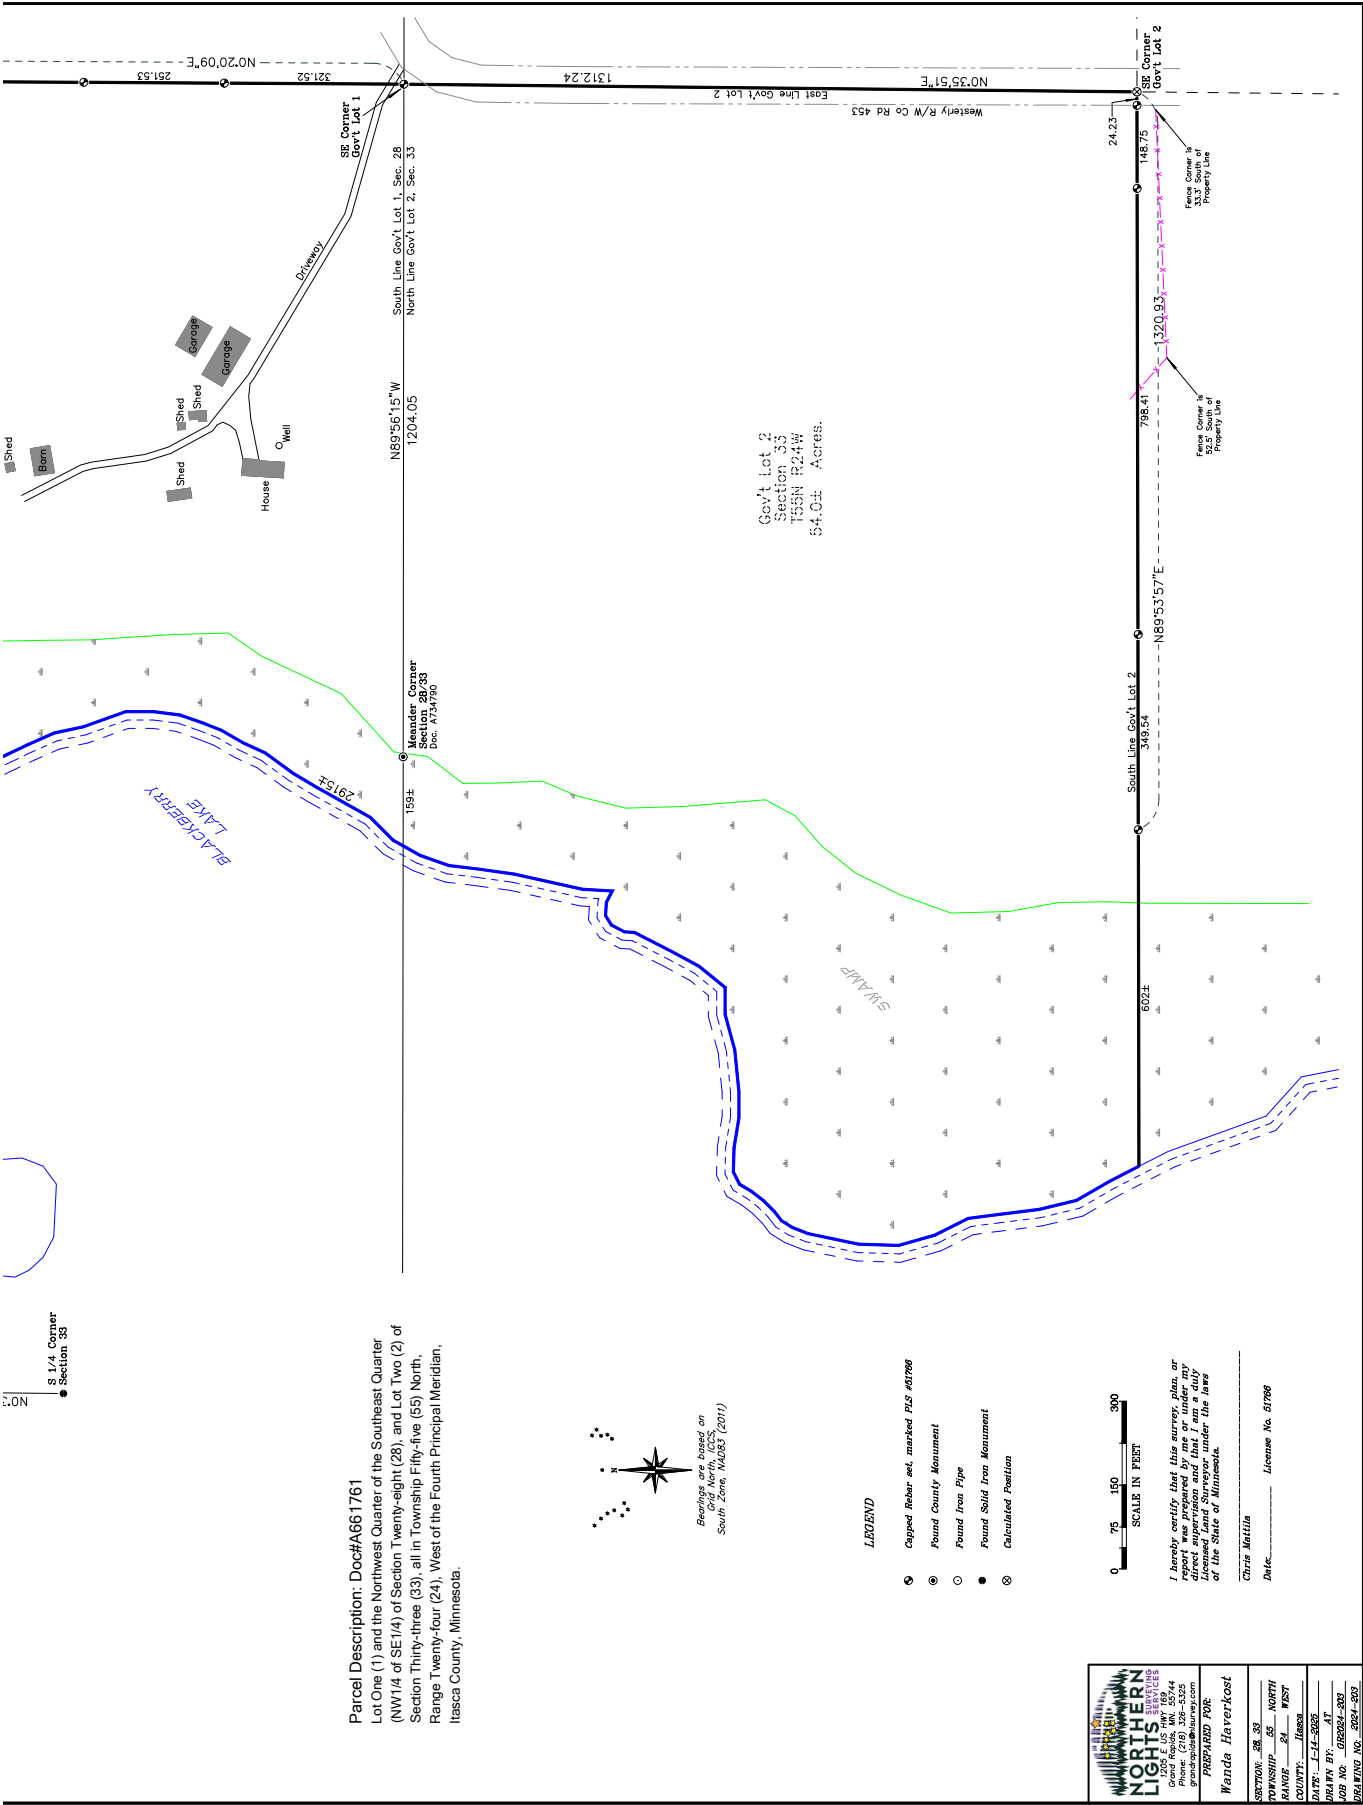 N0°20'09"E
251.53
321.52
1312.24
N0°35'51"E
East Line Gov't Lot 2
Westerly R/W Co Rd 453
SE Corner
Gov't Lot 1
SE Corner
Gov't Lot 2
24.23
148.75
Fence Corner is
33.3' South of
Property Line
South Line Gov't Lot 1, Sec. 28
North Line Gov't Lot 2, Sec. 33
Driveway
Garage
Garage
Shed
Shed
Shed
Shed
Barn
Well
House
N89°56'15"W
1204.05
1320.93
798.41
Fence Corner is
52.5' South of
Property Line
Gov't Lot 2
Section 33
T55N R24W
54.0± Acres.
N89°53'57"E
South Line Gov't Lot 2
349.54
Meander Corner
Section 28/33
Doc. A734790
159±
2915±
BLACKBERRY
LAKE
SWAMP
602±
S 1/4 Corner
Section 33
Parcel Description: Doc#A661761
Lot One (1) and the Northwest Quarter of the Southeast Quarter
(NW1/4 of SE1/4) of Section Twenty-eight (28), and Lot Two (2) of
Section Thirty-three (33), all in Township Fifty-five (55) North,
Range Twenty-four (24), West of the Fourth Principal Meridian,
Itasca County, Minnesota.
N
Bearings are based on
Grid North, ICCS,
South Zone, NAD83 (2011)
LEGEND
Capped Rebar set, marked PLS #51766
Found County Monument
Found Iron Pipe
Found Solid Iron Monument
Calculated Position
0 75 150 300
SCALE IN FEET
I hereby certify that this survey, plan, or
report was prepared by me or under my
direct supervision and that I am a duly
Licensed Land Surveyor under the laws
of the State of Minnesota.
Chris Mattila
Date: License No. 51766
NORTHERN
LIGHTS SURVEYING SERVICES
1205 E US HWY 169
Grand Rapids, MN. 55744
Phone: (218) 326-5325
grandrapids@nlsurvey.com
PREPARED FOR:
Wanda Haverkost
SECTION: 28, 33
TOWNSHIP 55 NORTH
RANGE 24 WEST
COUNTY: Itasca
DATE: 1-14-2025
DRAWN BY: AT
JOB NO: GR2024-203
DRAWING NO: 2024-203